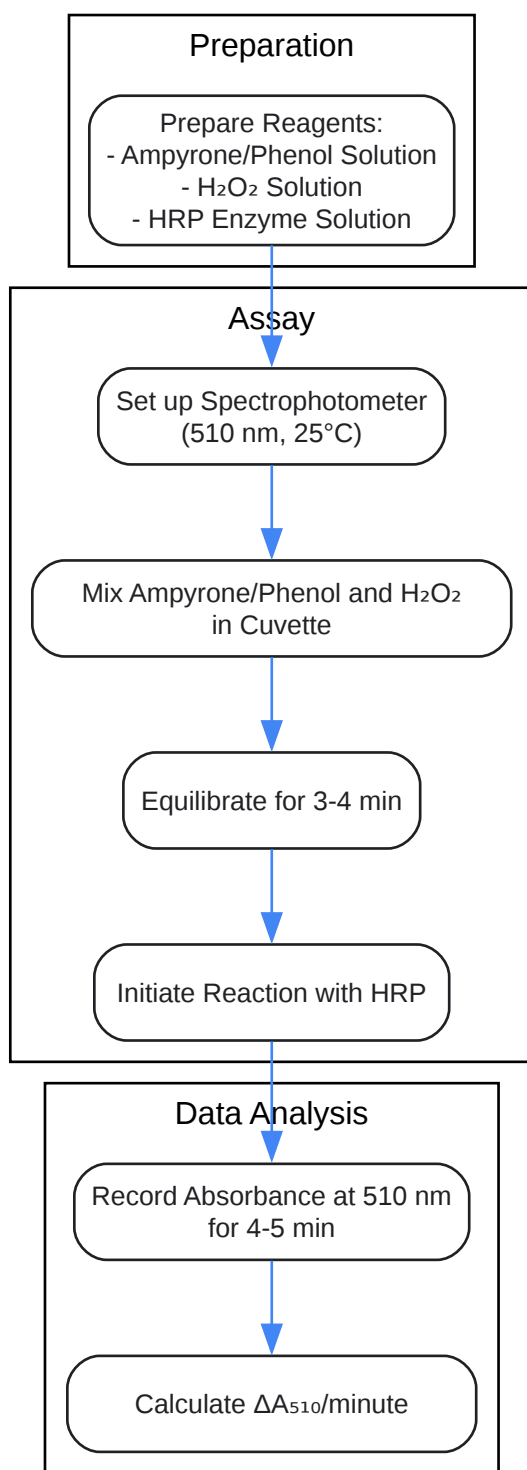 Preparation
Prepare Reagents:
- Ampyrone/Phenol Solution
- H₂O₂ Solution
- HRP Enzyme Solution
Assay
Set up Spectrophotometer
(510 nm, 25°C)
Mix Ampyrone/Phenol and H₂O₂
in Cuvette
Equilibrate for 3-4 min
Initiate Reaction with HRP
Data Analysis
Record Absorbance at 510 nm
for 4-5 min
Calculate ΔA₅₁₀/minute